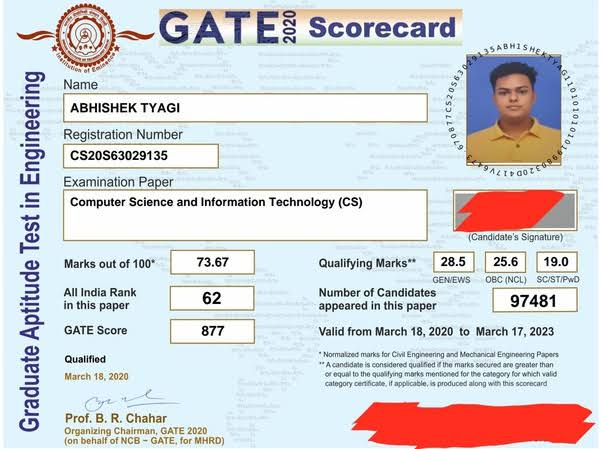 GATE 2020 Scorecard
Institution of Eminence
Graduate Aptitude Test in Engineering
Name
ABHISHEK TYAGI
Registration Number
CS20S63029135
Examination Paper
Computer Science and Information Technology (CS)
(Candidate's Signature)
Marks out of 100*
73.67
Qualifying Marks**
28.5
25.6
19.0
GEN/EWS
OBC (NCL)
SC/ST/PwD
All India Rank
in this paper
62
Number of Candidates
appeared in this paper
97481
GATE Score
877
Valid from March 18, 2020 to March 17, 2023
Qualified
March 18, 2020
* Normalized marks for Civil Engineering and Mechanical Engineering Papers
** A candidate is considered qualified if the marks secured are greater than
or equal to the qualifying marks mentioned for the category for which valid
category certificate, if applicable, is produced along with this scorecard
Prof. B. R. Chahar
Organizing Chairman, GATE 2020
(on behalf of NCB − GATE, for MHRD)